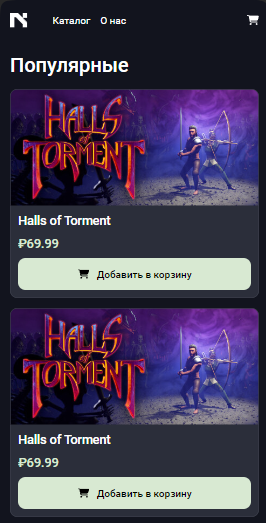 Каталог О нас
Популярные
HALLS
OF
TORMENT
Halls of Torment
₽69.99
Добавить в корзину
HALLS
OF
TORMENT
Halls of Torment
₽69.99
Добавить в корзину